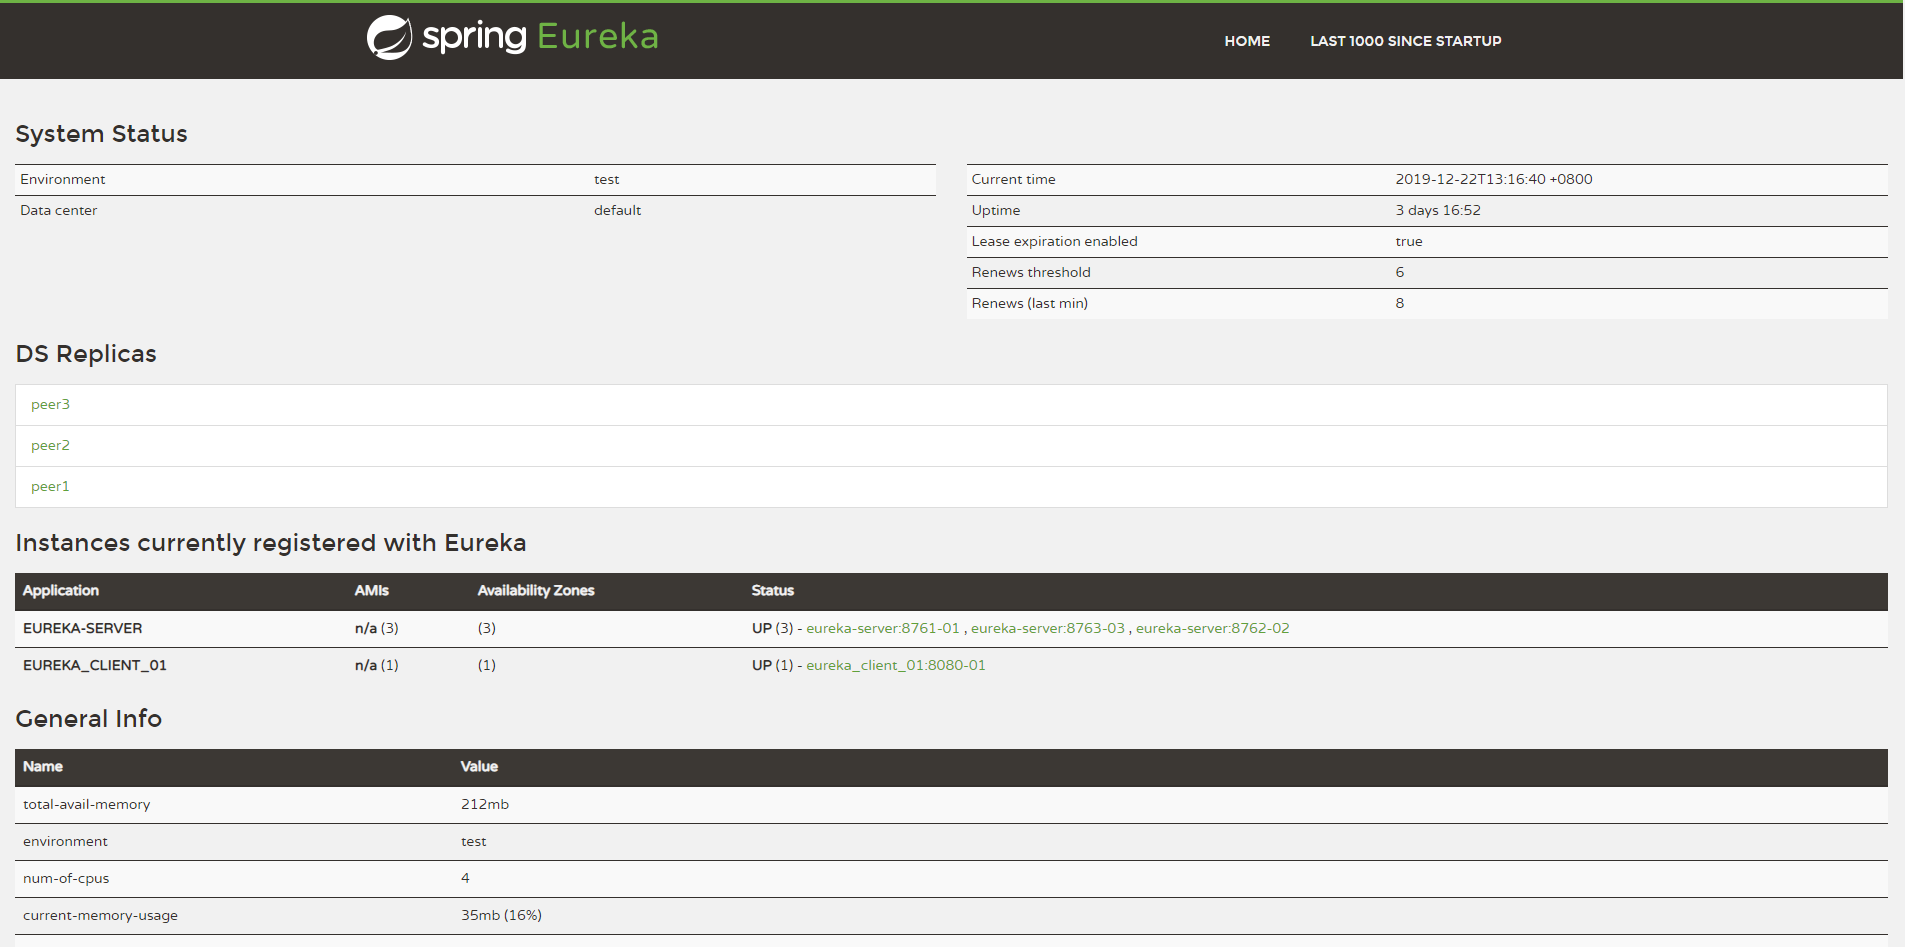 spring Eureka
HOME LAST 1000 SINCE STARTUP
System Status
Environment test
Data center default
Current time 2019-12-22T13:16:40 +0800
Uptime 3 days 16:52
Lease expiration enabled true
Renews threshold 6
Renews (last min) 8
DS Replicas
peer3
peer2
peer1
Instances currently registered with Eureka
Application AMIs Availability Zones Status
EUREKA-SERVER n/a (3) (3) UP (3) - eureka-server:8761-01 , eureka-server:8763-03 , eureka-server:8762-02
EUREKA_CLIENT_01 n/a (1) (1) UP (1) - eureka_client_01:8080-01
General Info
Name Value
total-avail-memory 212mb
environment test
num-of-cpus 4
current-memory-usage 35mb (16%)